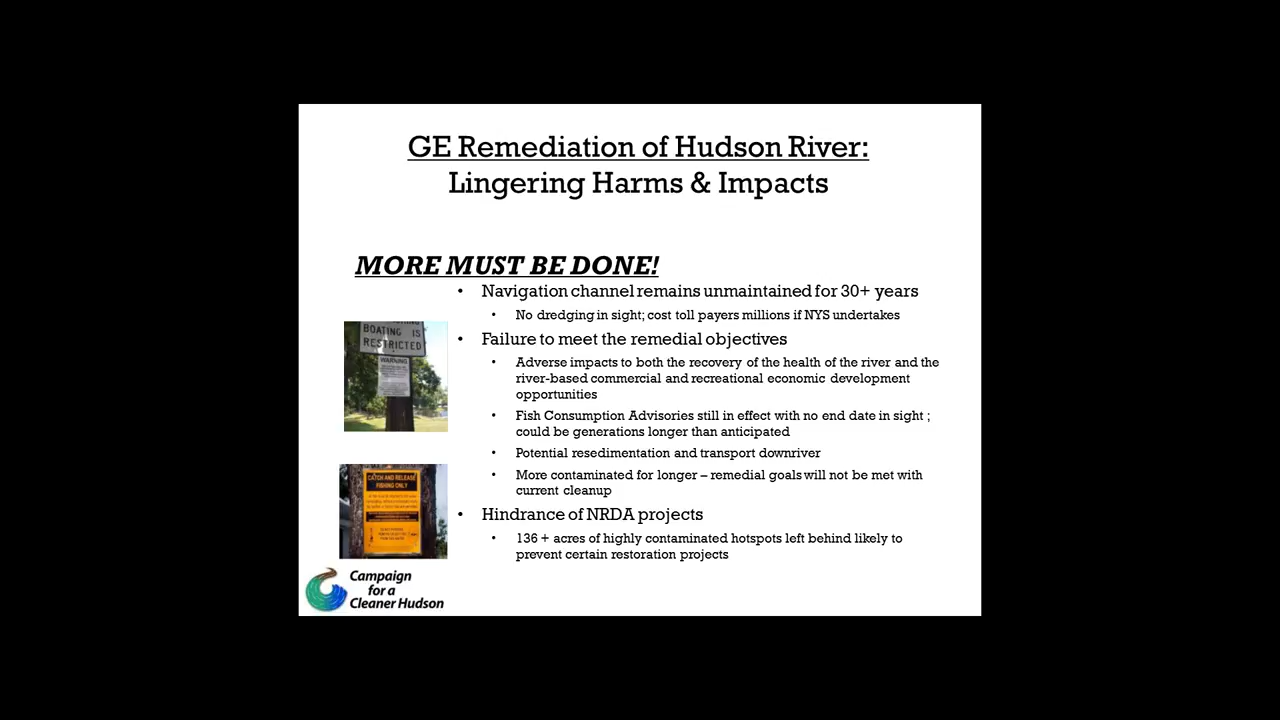 GE Remediation of Hudson River:
Lingering Harms & Impacts
MORE MUST BE DONE!
• Navigation channel remains unmaintained for 30+ years
• No dredging in sight; cost toll payers millions if NYS undertakes
• Failure to meet the remedial objectives
• Adverse impacts to both the recovery of the health of the river and the
river-based commercial and recreational economic development
opportunities
• Fish Consumption Advisories still in effect with no end date in sight ;
could be generations longer than anticipated
• Potential resedimentation and transport downriver
• More contaminated for longer – remedial goals will not be met with
current cleanup
• Hindrance of NRDA projects
• 136 + acres of highly contaminated hotspots left behind likely to
prevent certain restoration projects
BOATING IS
RESTRICTED
WARNING
CATCH AND RELEASE
FISHING ONLY
Campaign
for a
Cleaner Hudson